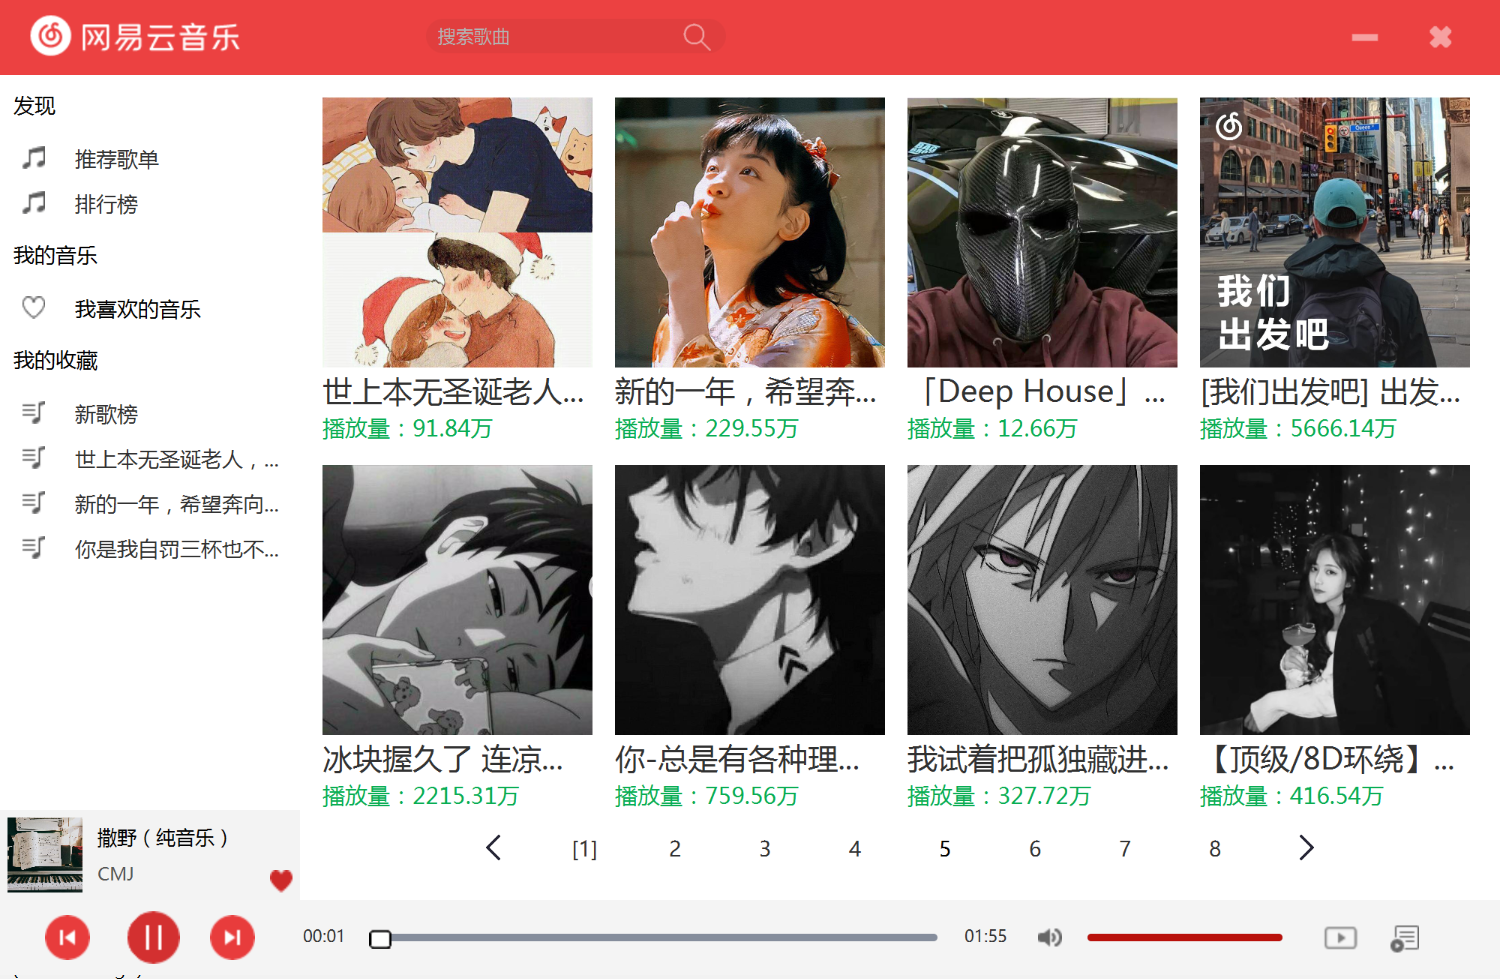 网易云音乐
搜索歌曲
发现
推荐歌单
排行榜
我的音乐
我喜欢的音乐
我的收藏
新歌榜
世上本无圣诞老人，...
新的一年，希望奔向...
你是我自罚三杯也不...
我们
出发吧
世上本无圣诞老人...
新的一年，希望奔...
「Deep House」...
[我们出发吧] 出发...
播放量：91.84万
播放量：229.55万
播放量：12.66万
播放量：5666.14万
冰块握久了 连凉...
你-总是有各种理...
我试着把孤独藏进...
【顶级/8D环绕】...
播放量：2215.31万
播放量：759.56万
播放量：327.72万
播放量：416.54万
[1] 2 3 4 5 6 7 8
撒野（纯音乐）
CMJ
00:01
01:55